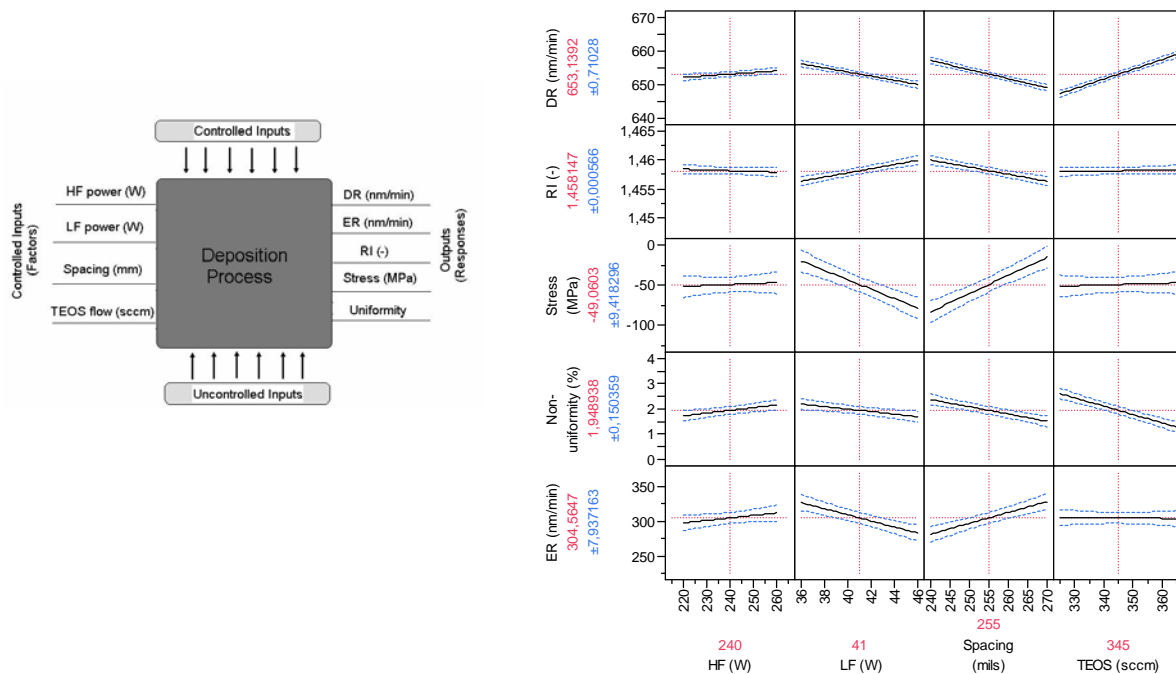 Controlled Inputs
Controlled Inputs
(Factors)
HF power (W)
LF power (W)
Spacing (mm)
TEOS flow (sccm)
Deposition
Process
DR (nm/min)
ER (nm/min)
RI (-)
Stress (MPa)
Uniformity
Outputs
(Responses)
Uncontrolled Inputs
DR (nm/min)
653,1392
±0,71028
670
660
650
640
RI (-)
1,458147
±0,000566
1,465
1,46
1,455
1,45
Stress
(MPa)
-49,0603
±9,418296
0
-50
-100
Non-
uniformity (%)
1,948938
±0,150359
4
3
2
1
0
ER (nm/min)
304,5647
±7,937163
350
300
250
220
230
240
250
260
36
38
40
42
44
46
240
245
250
255
260
265
270
330
340
350
360
240
HF (W)
41
LF (W)
255
Spacing
(mils)
345
TEOS (sccm)